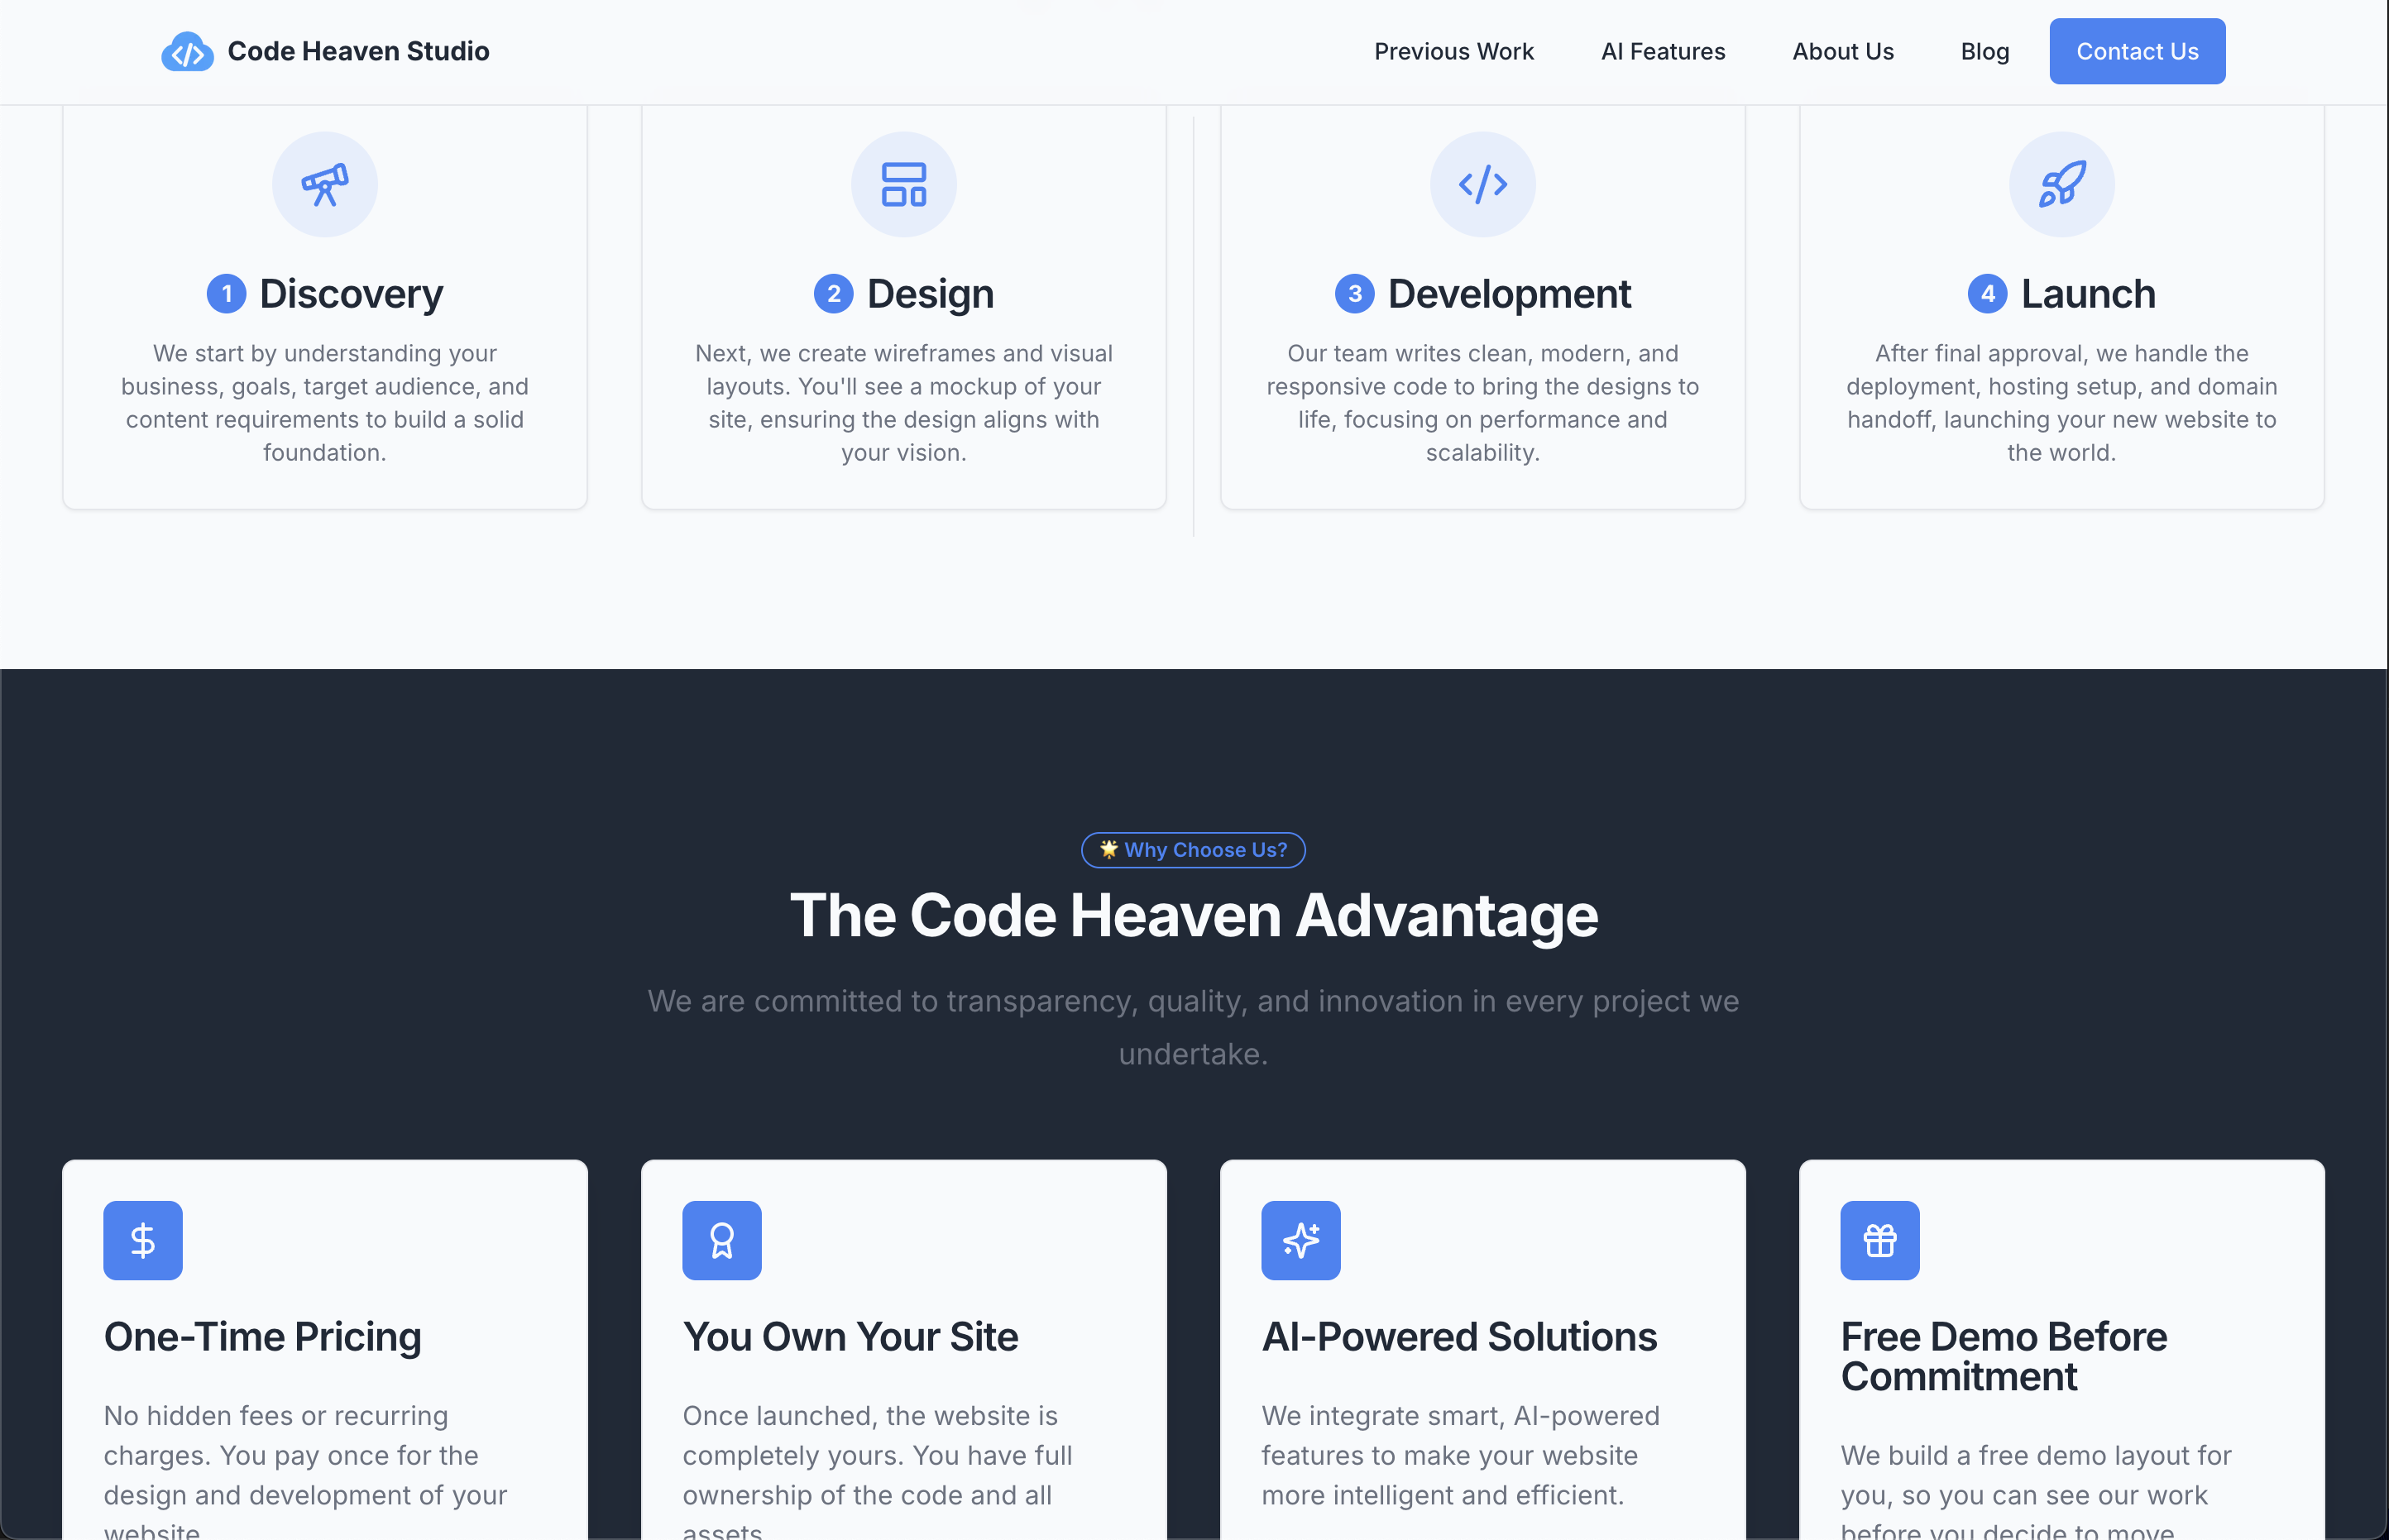 Code Heaven Studio
Previous Work
AI Features
About Us
Blog
Contact Us
1 Discovery
We start by understanding your
business, goals, target audience, and
content requirements to build a solid
foundation.
2 Design
Next, we create wireframes and visual
layouts. You'll see a mockup of your
site, ensuring the design aligns with
your vision.
3 Development
Our team writes clean, modern, and
responsive code to bring the designs to
life, focusing on performance and
scalability.
4 Launch
After final approval, we handle the
deployment, hosting setup, and domain
handoff, launching your new website to
the world.
🌟 Why Choose Us?
The Code Heaven Advantage
We are committed to transparency, quality, and innovation in every project we
undertake.
One-Time Pricing
No hidden fees or recurring
charges. You pay once for the
design and development of your
website.
You Own Your Site
Once launched, the website is
completely yours. You have full
ownership of the code and all
assets.
AI-Powered Solutions
We integrate smart, AI-powered
features to make your website
more intelligent and efficient.
Free Demo Before
Commitment
We build a free demo layout for
you, so you can see our work
before you decide to move